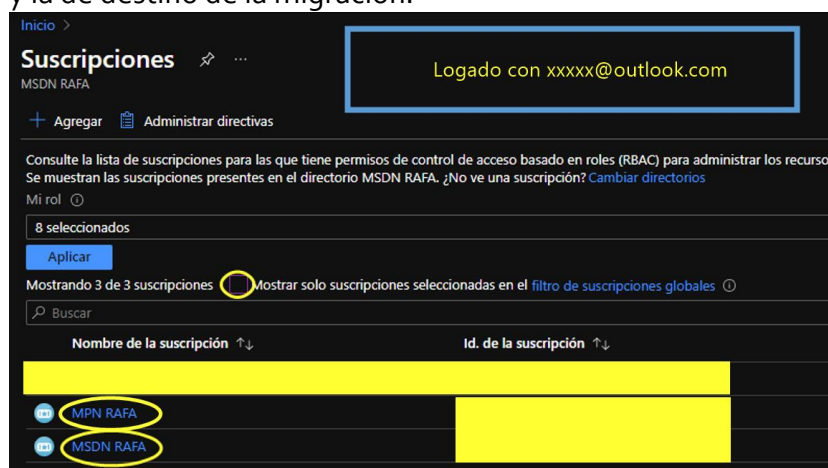 y la de destino de la migración.
Inicio >
Suscripciones
MSDN RAFA
Logado con xxxxx@outlook.com
Agregar Administrar directivas
Consulte la lista de suscripciones para las que tiene permisos de control de acceso basado en roles (RBAC) para administrar los recurso
Se muestran las suscripciones presentes en el directorio MSDN RAFA. ¿No ve una suscripción? Cambiar directorios
Mi rol
8 seleccionados
Aplicar
Mostrando 3 de 3 suscripciones Mostrar solo suscripciones seleccionadas en el filtro de suscripciones globales
Buscar
Nombre de la suscripción ↑↓ Id. de la suscripción ↑↓
MPN RAFA
MSDN RAFA